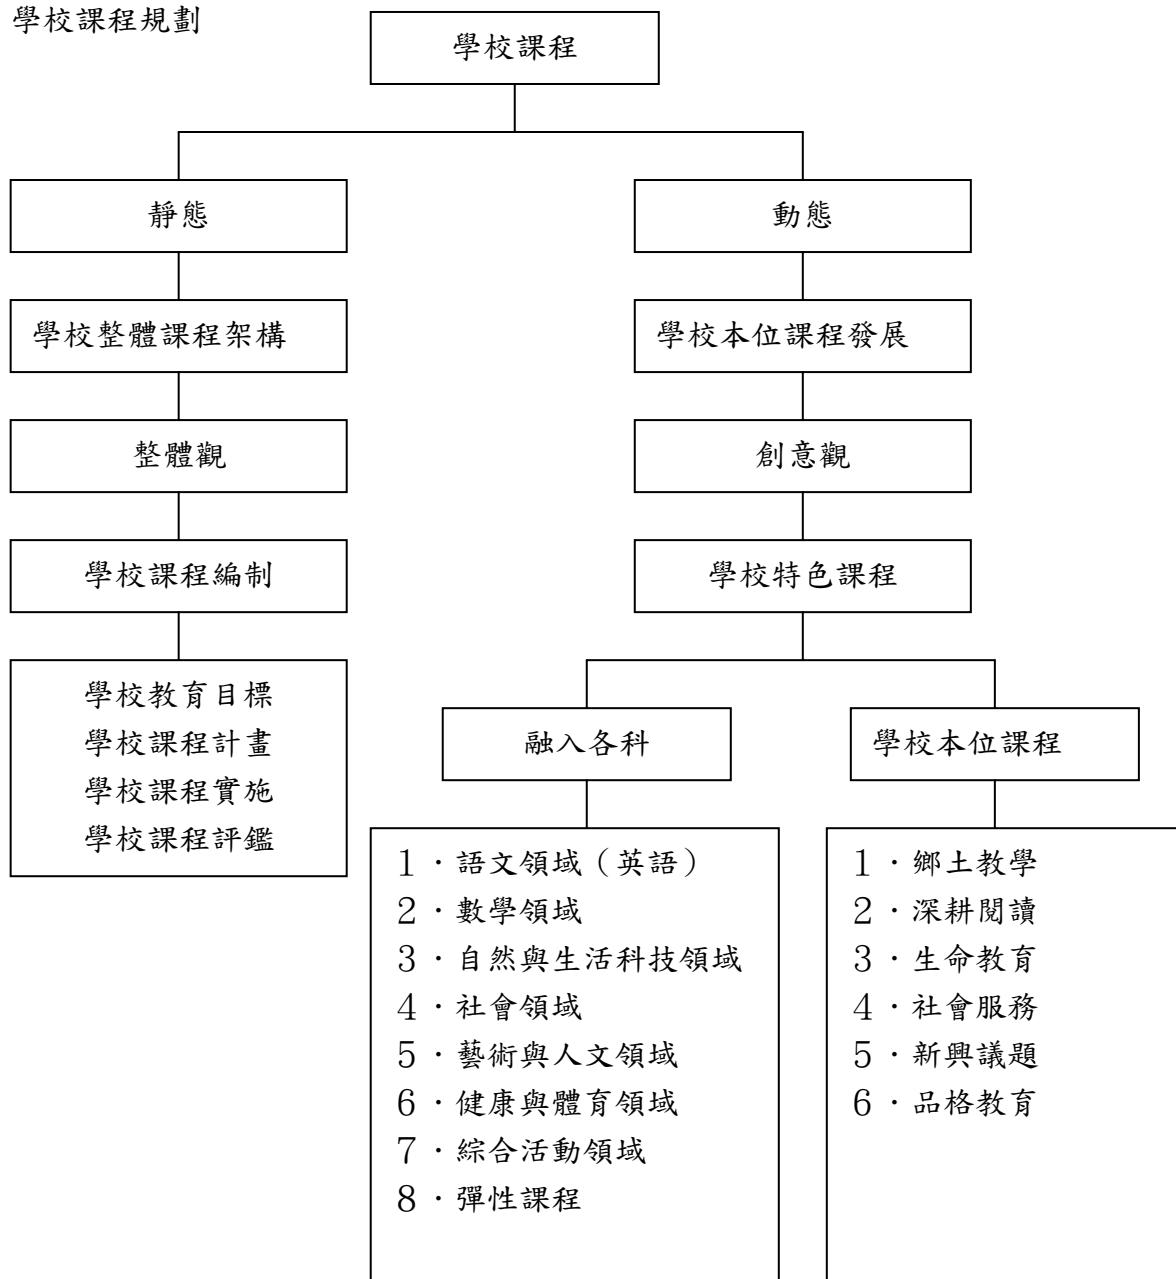 學校課程規劃
學校課程
靜態
動態
學校整體課程架構
學校本位課程發展
整體觀
創意觀
學校課程編制
學校特色課程
學校教育目標
學校課程計畫
學校課程實施
學校課程評鑑
融入各科
學校本位課程
1．語文領域（英語）
2．數學領域
3．自然與生活科技領域
4．社會領域
5．藝術與人文領域
6．健康與體育領域
7．綜合活動領域
8．彈性課程
1．鄉土教學
2．深耕閱讀
3．生命教育
4．社會服務
5．新興議題
6．品格教育